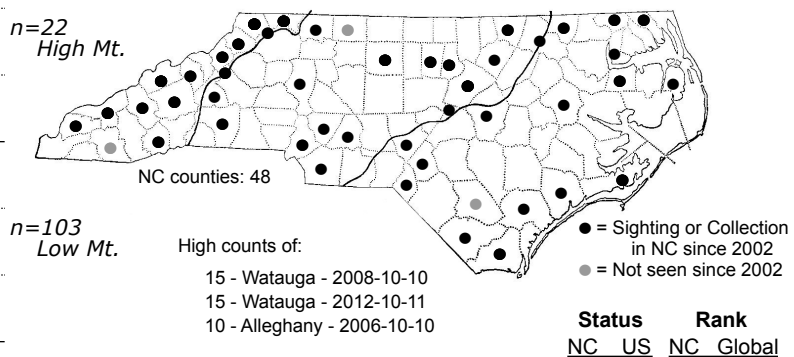 n=22
High Mt.
NC counties: 48
n=103
Low Mt.
High counts of:
15 - Watauga - 2008-10-10
15 - Watauga - 2012-10-11
10 - Alleghany - 2006-10-10
● = Sighting or Collection
in NC since 2002
● = Not seen since 2002
Status Rank
NC US NC Global